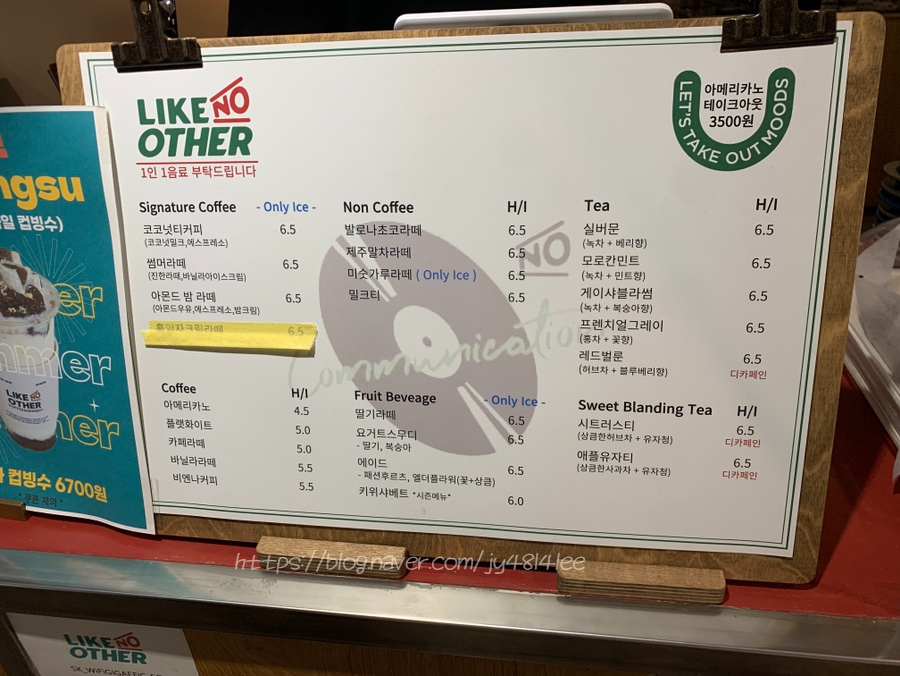 LIKE NO
OTHER
1인 1음료 부탁드립니다
LET'S TAKE OUT MOODS
아메리카노
테이크아웃
3500원
Signature Coffee - Only Ice -
코코넛티커피 6.5
(코코넛밀크,에스프레소)
썸머라떼 6.5
(진한라떼,바닐라아이스크림)
아몬드 밤 라떼 6.5
(아몬드우유,에스프레소,밤크림)
6.5
Coffee H/I
아메리카노 4.5
플랫화이트 5.0
카페라떼 5.0
바닐라라떼 5.5
비엔나커피 5.5
Non Coffee H/I
발로나초코라떼 6.5
제주말차라떼 6.5
미숫가루라떼 ( Only Ice ) 6.5
밀크티 6.5
NO
Communication
Fruit Beveage - Only Ice -
딸기라떼 6.5
요거트스무디 6.5
- 딸기, 복숭아
에이드 6.5
- 패션후르츠, 엘더플라워(꽃+상큼)
키위샤베트 *시즌메뉴* 6.0
Tea H/I
실버문 6.5
(녹차 + 베리향)
모로칸민트 6.5
(녹차 + 민트향)
게이샤블라썸 6.5
(녹차 + 복숭아향)
프렌치얼그레이 6.5
(홍차 + 꽃향)
레드벌룬 6.5
(허브차 + 블루베리향) 디카페인
Sweet Blanding Tea H/I
시트러스티 6.5
(상큼한허브차 + 유자청) 디카페인
애플유자티 6.5
(상큼한사과차 + 유자청) 디카페인
ngsu
일 컵빙수)
er
mmer
mer
LIKE NO
OTHER
컵빙수 6700원
* 쿠폰 제외 *
https://blog.naver.com/jy4814lee
LIKE NO
OTHER